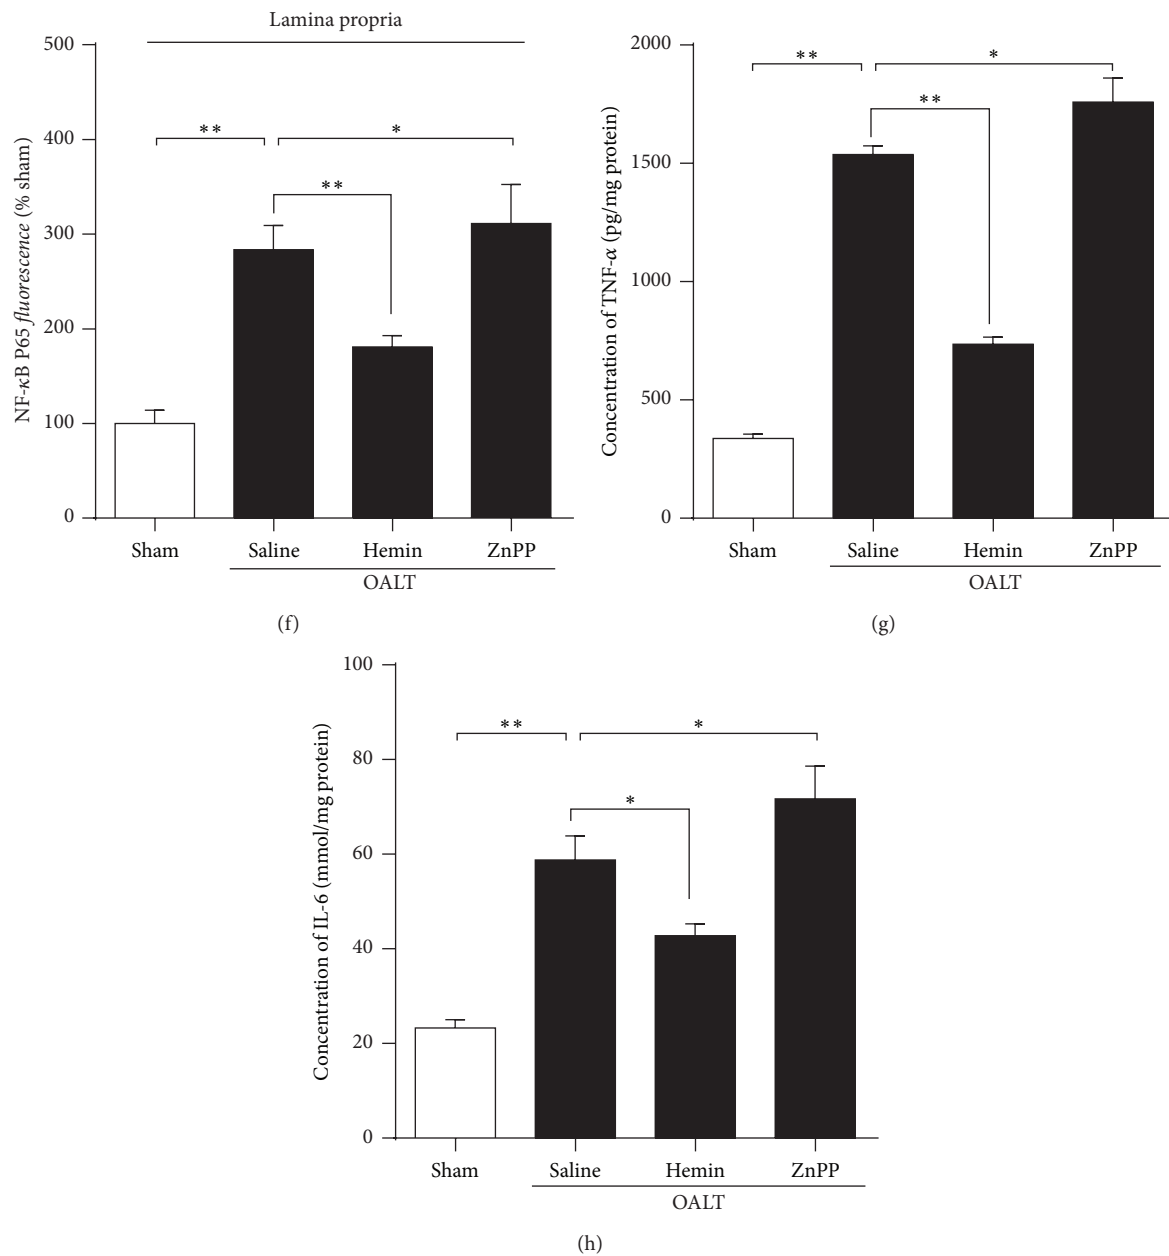 Lamina propria
NF-κB P65 fluorescence (% sham)
500
400
300
200
100
0
**
*
**
Sham Saline Hemin ZnPP
OALT
(f)
Concentration of TNF-α (pg/mg protein)
2000
1500
1000
500
0
**
*
**
Sham Saline Hemin ZnPP
OALT
(g)
Concentration of IL-6 (mmol/mg protein)
100
80
60
40
20
0
**
*
*
Sham Saline Hemin ZnPP
OALT
(h)